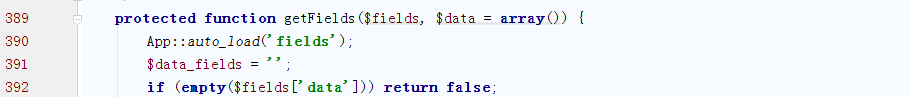 389 protected function getFields($fields, $data = array()) {
390 App::auto_load('fields');
391 $data_fields = '';
392 if (empty($fields['data'])) return false;